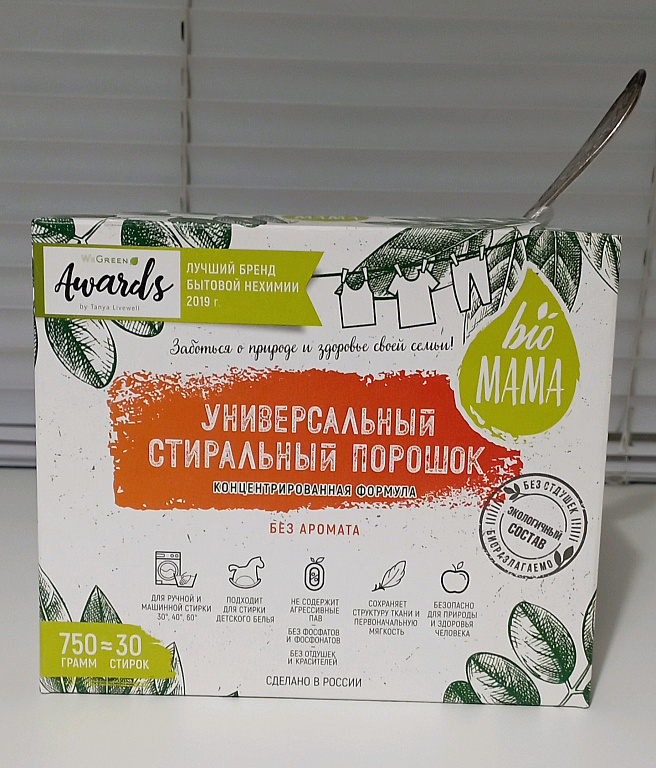 WeGREEN
Awards
by Tanya Livewell
ЛУЧШИЙ БРЕНД
БЫТОВОЙ НЕХИМИИ
2019 г.
Заботься о природе и здоровье своей семьи!
bio
МАМА
УНИВЕРСАЛЬНЫЙ
СТИРАЛЬНЫЙ ПОРОШОК
КОНЦЕНТРИРОВАННАЯ ФОРМУЛА
БЕЗ АРОМАТА
БЕЗ ОТДУШЕК
ЭКОЛОГИЧНЫЙ
СОСТАВ
БИОРАЗЛАГАЕМО
ДЛЯ РУЧНОЙ И
МАШИННОЙ СТИРКИ
30°, 40°, 60°
ПОДХОДИТ
ДЛЯ СТИРКИ
ДЕТСКОГО БЕЛЬЯ
НЕ СОДЕРЖИТ
АГРЕССИВНЫЕ
ПАВ
БЕЗ ФОСФАТОВ
И ФОСФОНАТОВ
БЕЗ ОТДУШЕК
И КРАСИТЕЛЕЙ
СОХРАНЯЕТ
СТРУКТУРУ ТКАНИ И
ПЕРВОНАЧАЛЬНУЮ
МЯГКОСТЬ
БЕЗОПАСНО
ДЛЯ ПРИРОДЫ
И ЗДОРОВЬЯ
ЧЕЛОВЕКА
750≈30
ГРАММ СТИРОК
СДЕЛАНО В РОССИИ